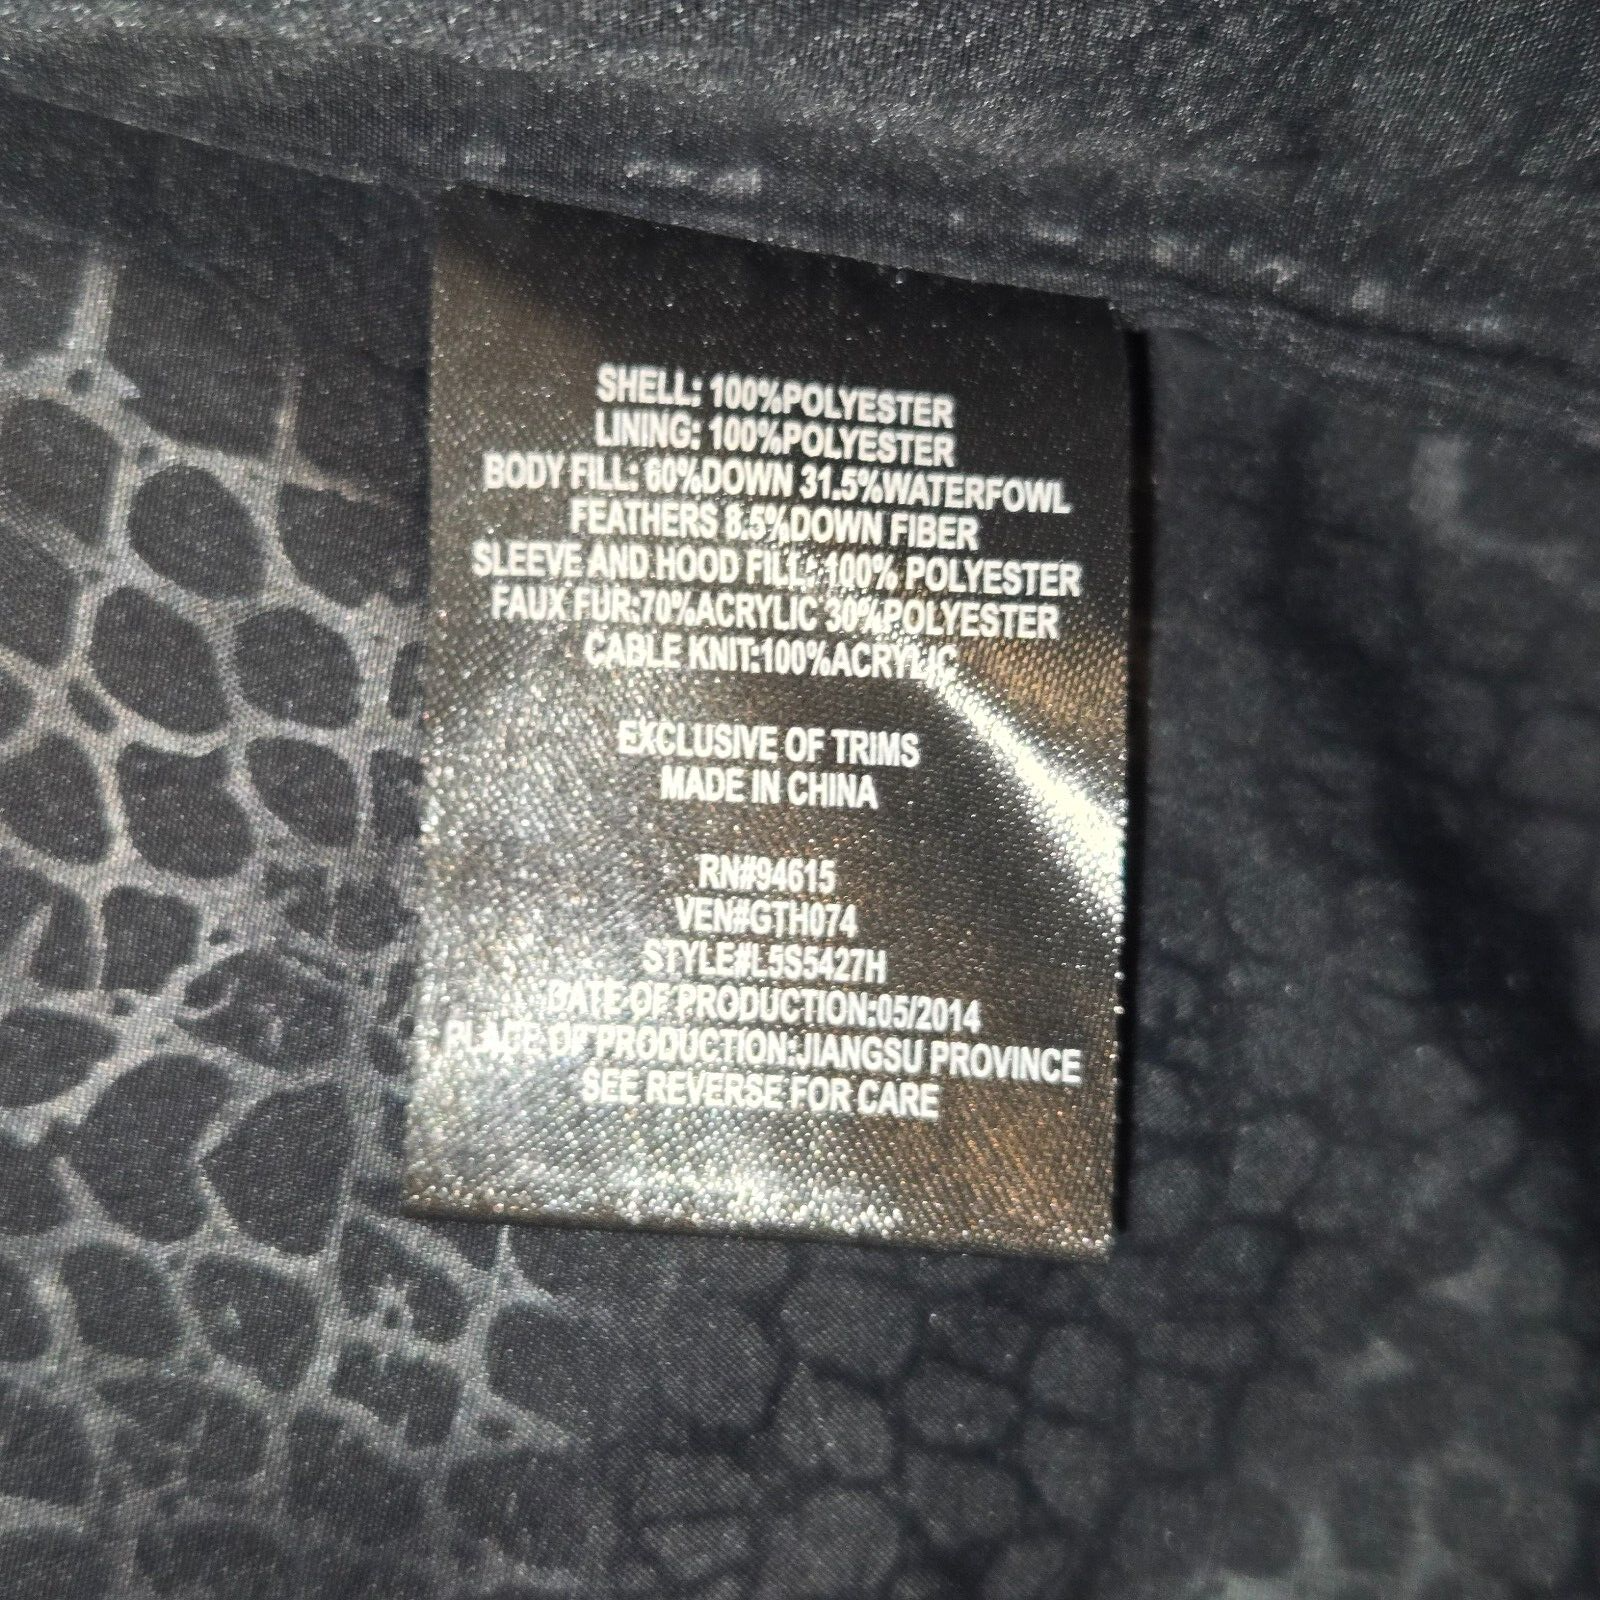 SHELL: 100%POLYESTER
LINING: 100%POLYESTER
BODY FILL: 60%DOWN 31.5%WATERFOWL
FEATHERS 8.5%DOWN FIBER
SLEEVE AND HOOD FILL: 100% POLYESTER
FAUX FUR:70%ACRYLIC 30%POLYESTER
CABLE KNIT:100%ACRYLIC
EXCLUSIVE OF TRIMS
MADE IN CHINA
RN#94615
VEN#GTH074
STYLE#L5S5427H
DATE OF PRODUCTION:05/2014
PLACE OF PRODUCTION:JIANGSU PROVINCE
SEE REVERSE FOR CARE